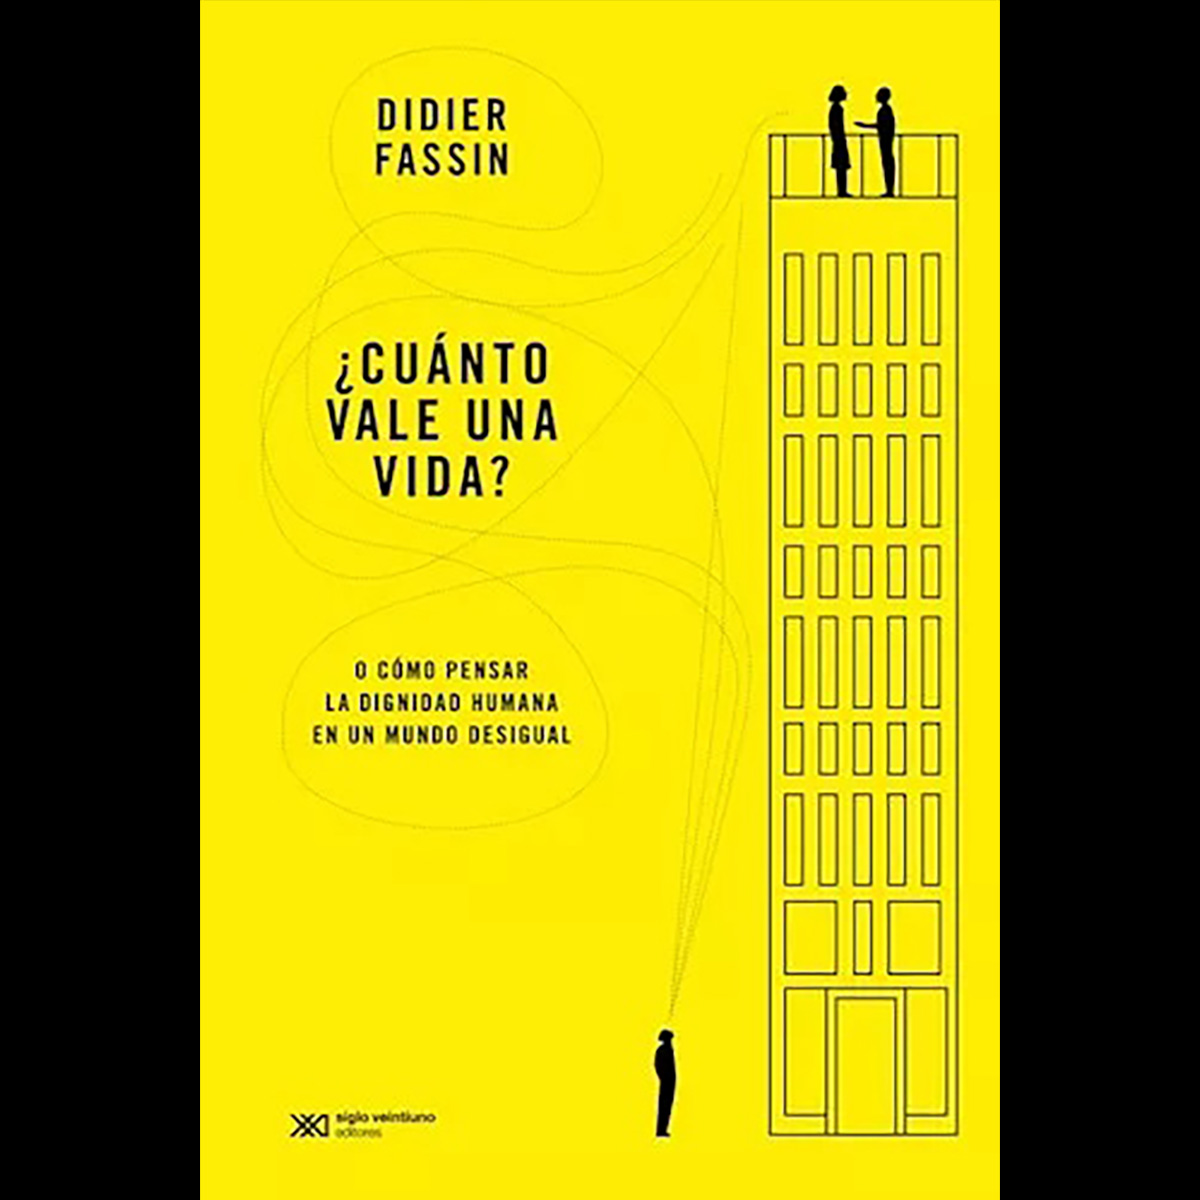 DIDIER
FASSIN
¿CUÁNTO
VALE UNA
VIDA?
O CÓMO PENSAR
LA DIGNIDAD HUMANA
EN UN MUNDO DESIGUAL
siglo veintiuno
editores